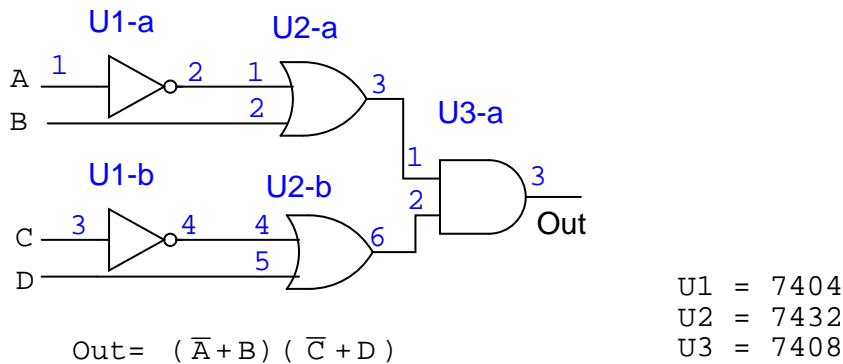 U1-a
U2-a
A 1 2 1 3
B 2
U3-a
1 3
U1-b U2-b 2
Out
C 3 4 4 6
D 5
U1 = 7404
U2 = 7432
Out= (A̅+B)(C̅+D) U3 = 7408